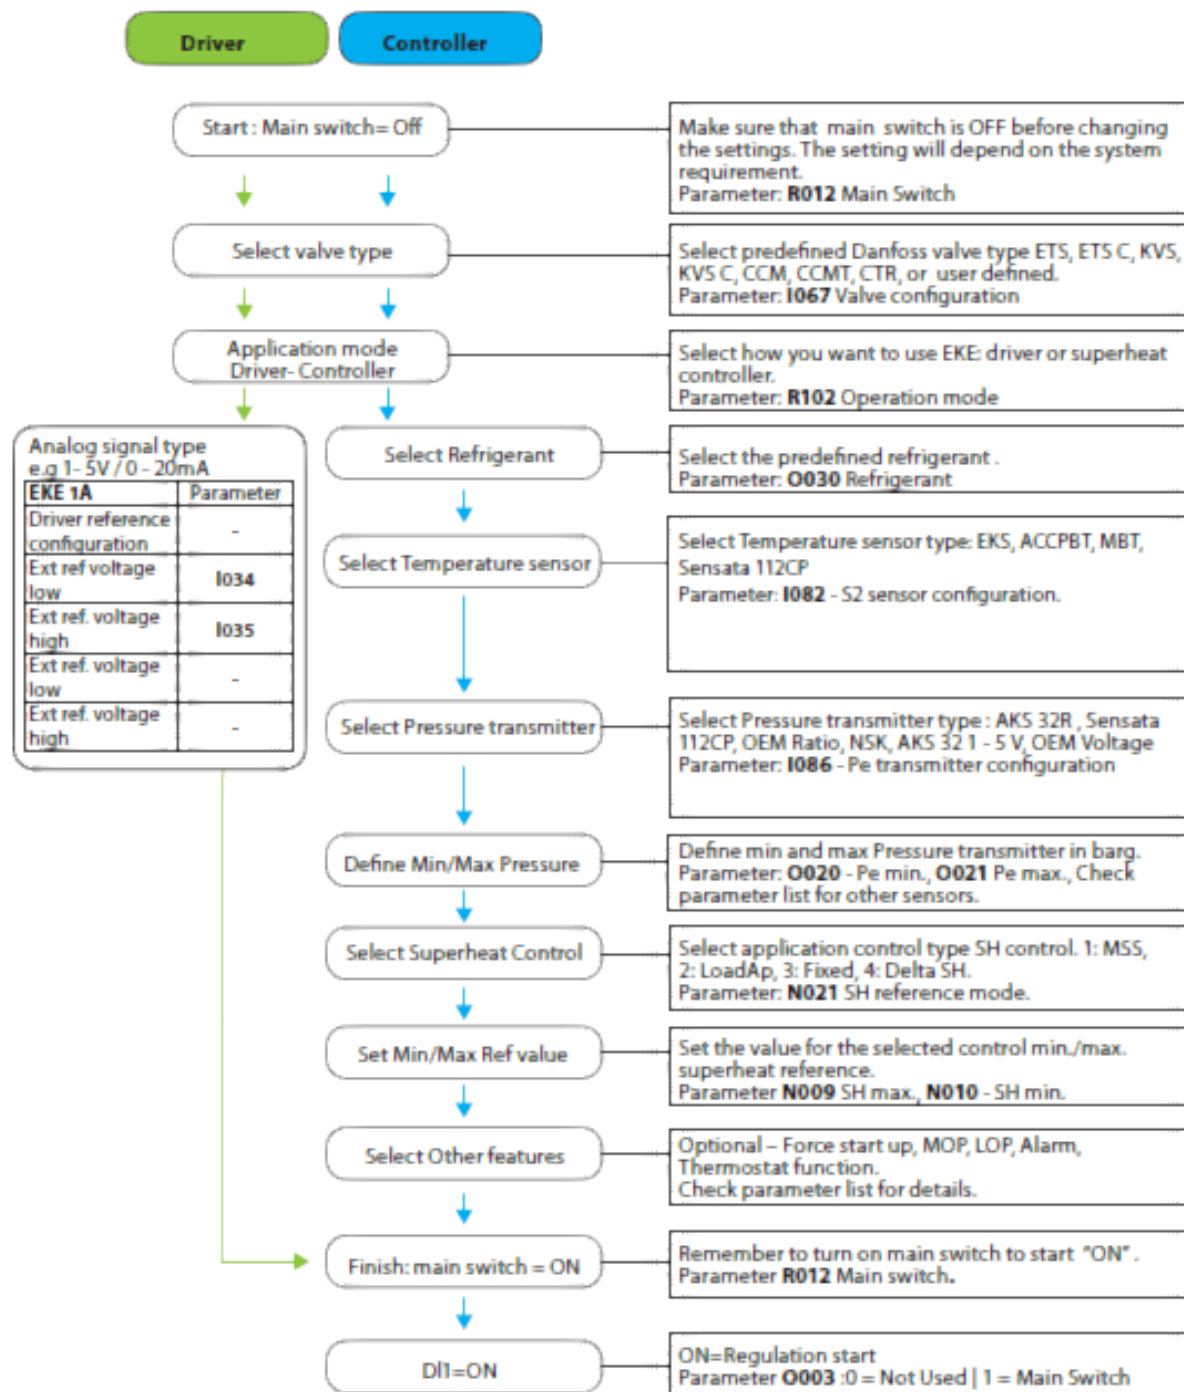 Driver
Controller
Start : Main switch= Off
Make sure that main switch is OFF before changing
the settings. The setting will depend on the system
requirement.
Parameter: R012 Main Switch
Select valve type
Select predefined Danfoss valve type ETS, ETS C, KVS,
KVS C, CCM, CCMT, CTR, or user defined.
Parameter: I067 Valve configuration
Application mode
Driver- Controller
Select how you want to use EKE: driver or superheat
controller.
Parameter: R102 Operation mode
Analog signal type
e.g 1- 5V / 0 - 20mA
EKE 1A Parameter
Driver reference
configuration -
Ext ref voltage
low I034
Ext ref. voltage
high I035
Ext ref. voltage
low -
Ext ref. voltage
high -
Select Refrigerant
Select the predefined refrigerant .
Parameter: O030 Refrigerant
Select Temperature sensor
Select Temperature sensor type: EKS, ACCPBT, MBT,
Sensata 112CP
Parameter: I082 - S2 sensor configuration.
Select Pressure transmitter
Select Pressure transmitter type : AKS 32R , Sensata
112CP, OEM Ratio, NSK, AKS 32 1 - 5 V, OEM Voltage
Parameter: I086 - Pe transmitter configuration
Define Min/Max Pressure
Define min and max Pressure transmitter in barg.
Parameter: O020 - Pe min., O021 Pe max., Check
parameter list for other sensors.
Select Superheat Control
Select application control type SH control. 1: MSS,
2: LoadAp, 3: Fixed, 4: Delta SH.
Parameter: N021 SH reference mode.
Set Min/Max Ref value
Set the value for the selected control min./max.
superheat reference.
Parameter N009 SH max., N010 - SH min.
Select Other features
Optional – Force start up, MOP, LOP, Alarm,
Thermostat function.
Check parameter list for details.
Finish: main switch = ON
Remember to turn on main switch to start "ON" .
Parameter R012 Main switch.
DI1=ON
ON=Regulation start
Parameter O003 :0 = Not Used | 1 = Main Switch